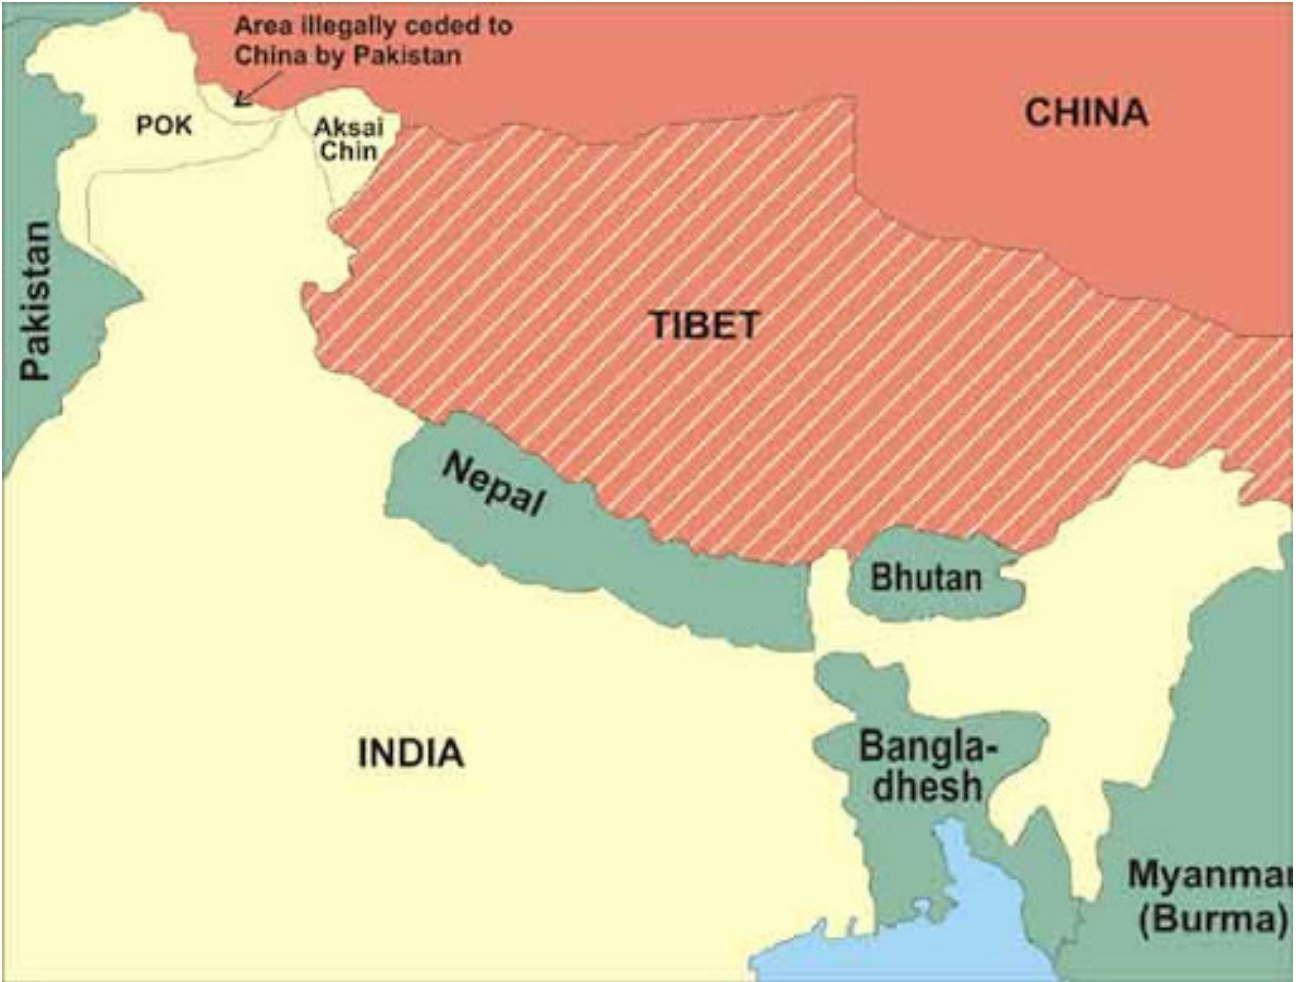 Area illegally ceded to
China by Pakistan
CHINA
POK
Aksai
Chin
Pakistan
TIBET
Nepal
Bhutan
INDIA
Bangla-
dhesh
Myanmar
(Burma)